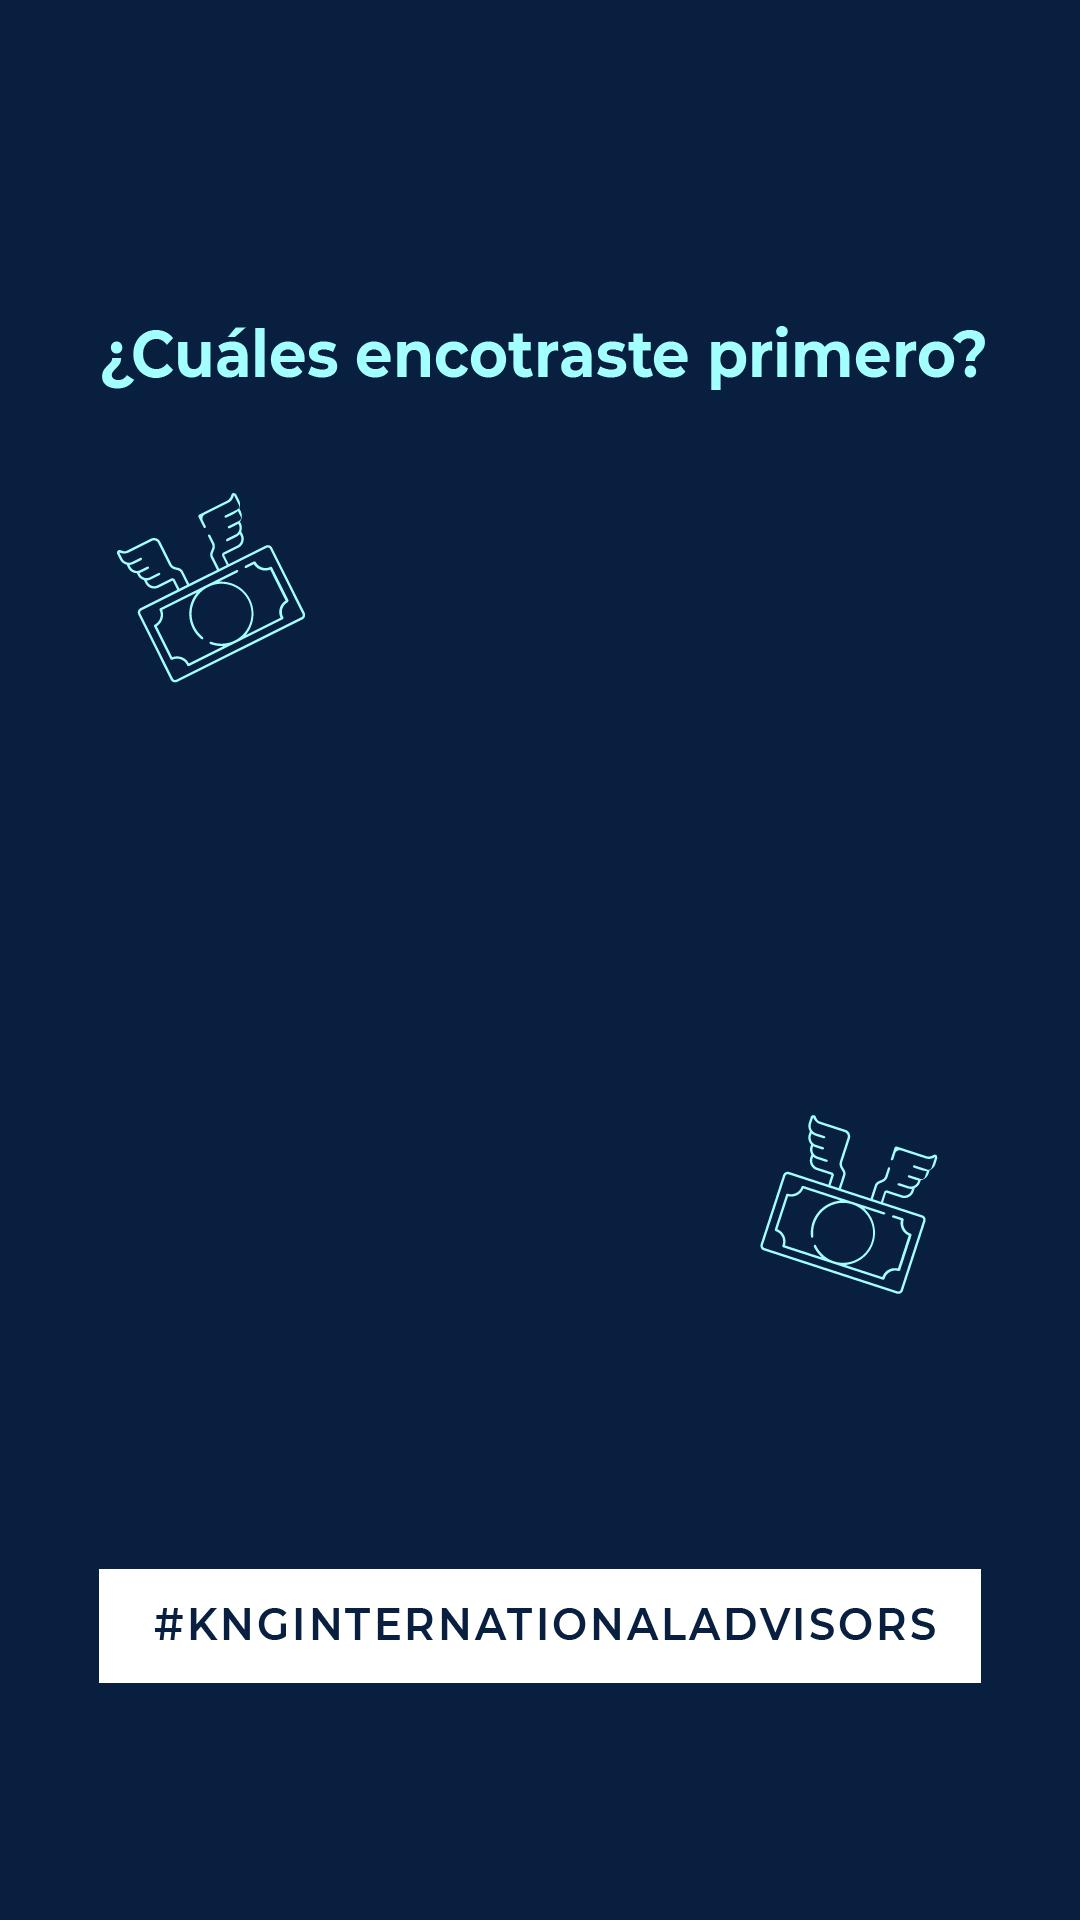 ¿Cuáles encotraste primero?
#KNGINTERNATIONALADVISORS